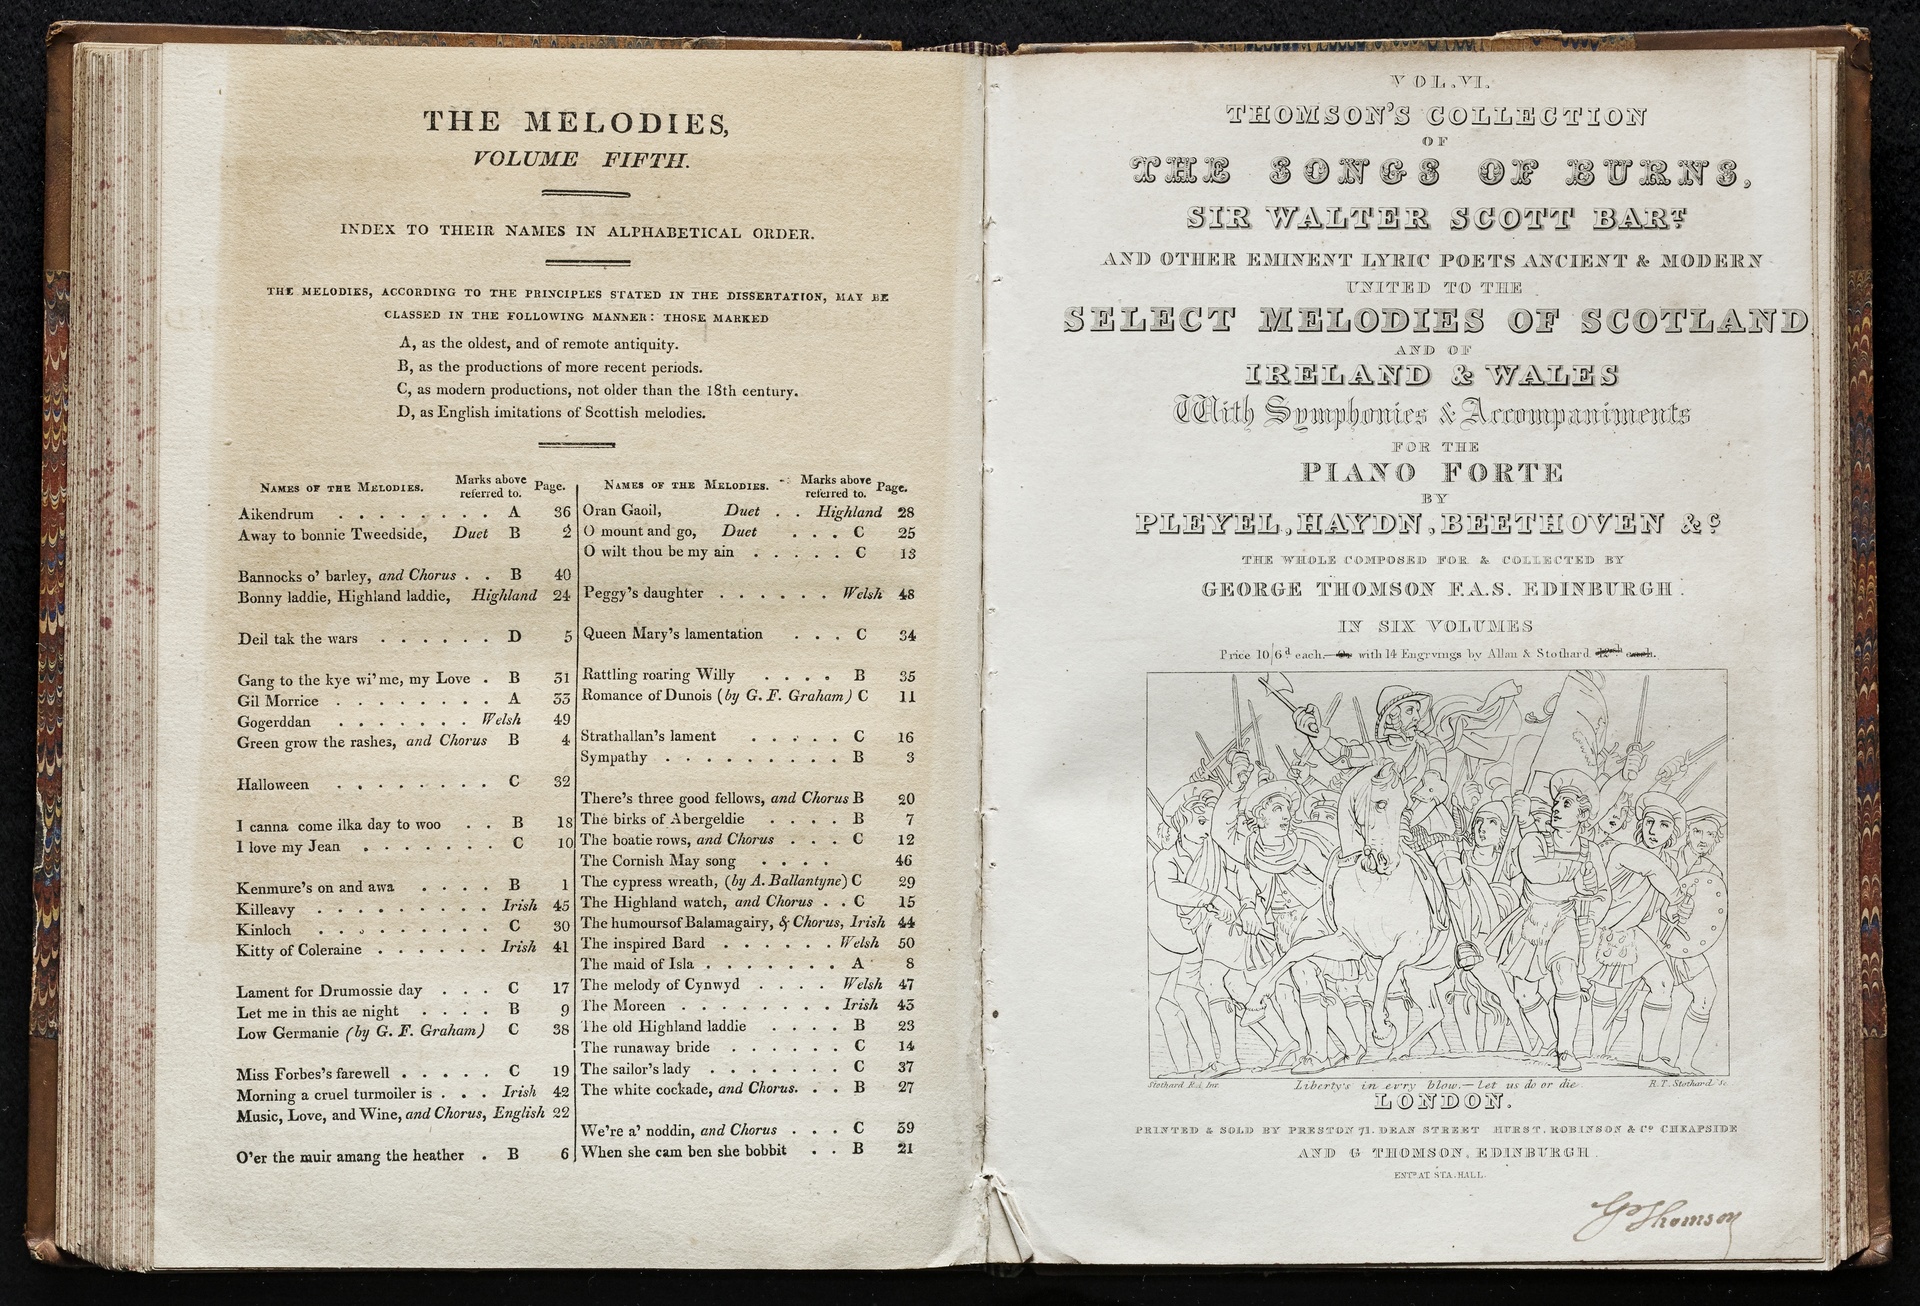 THE MELODIES,
VOLUME FIFTH.
INDEX TO THEIR NAMES IN ALPHABETICAL ORDER.
THE MELODIES, ACCORDING TO THE PRINCIPLES STATED IN THE DISSERTATION, MAY BE
CLASSED IN THE FOLLOWING MANNER: THOSE MARKED
A, as the oldest, and of remote antiquity.
B, as the productions of more recent periods.
C, as modern productions, not older than the 18th century.
D, as English imitations of Scottish melodies.
NAMES OF THE MELODIES. Marks above referred to. Page.
Aikendrum . . . . . . . . A 36
Away to bonnie Tweedside, Duet B 2
Bannocks o' barley, and Chorus . . B 40
Bonny laddie, Highland laddie, Highland 24
Deil tak the wars . . . . . . D 5
Gang to the kye wi' me, my Love . B 31
Gil Morrice . . . . . . . . A 33
Gogerddan . . . . . . . Welsh 49
Green grow the rashes, and Chorus B 4
Halloween . . . . . . . . C 32
I canna come ilka day to woo . . B 18
I love my Jean . . . . . . . C 10
Kenmure's on and awa . . . . B 1
Killeavy . . . . . . . . . Irish 45
Kinloch . . . . . . . . . C 30
Kitty of Coleraine . . . . . . Irish 41
Lament for Drumossie day . . . C 17
Let me in this ae night . . . . B 9
Low Germanie (by G. F. Graham) C 38
Miss Forbes's farewell . . . . . C 19
Morning a cruel turmoiler is . . . Irish 42
Music, Love, and Wine, and Chorus, English 22
O'er the muir amang the heather . B 6
NAMES OF THE MELODIES. Marks above referred to. Page.
Oran Gaoil, Duet . . Highland 28
O mount and go, Duet . . . C 25
O wilt thou be my ain . . . . . C 13
Peggy's daughter . . . . . . Welsh 48
Queen Mary's lamentation . . . C 34
Rattling roaring Willy . . . . B 35
Romance of Dunois (by G. F. Graham) C 11
Strathallan's lament . . . . . C 16
Sympathy . . . . . . . . . B 3
There's three good fellows, and Chorus B 20
The birks of Abergeldie . . . . B 7
The boatie rows, and Chorus . . . C 12
The Cornish May song . . . . 46
The cypress wreath, (by A. Ballantyne) C 29
The Highland watch, and Chorus . . C 15
The humours of Balamagairy, & Chorus, Irish 44
The inspired Bard . . . . . . Welsh 50
The maid of Isla . . . . . . . A 8
The melody of Cynwyd . . . . Welsh 47
The Moreen . . . . . . . . Irish 43
The old Highland laddie . . . . B 23
The runaway bride . . . . . . C 14
The sailor's lady . . . . . . . C 37
The white cockade, and Chorus. . . B 27
We're a' noddin, and Chorus . . . C 39
When she cam ben she bobbit . . B 21
VOL. VI.
THOMSON'S COLLECTION
OF
THE SONGS OF BURNS,
SIR WALTER SCOTT BART
AND OTHER EMINENT LYRIC POETS ANCIENT & MODERN
UNITED TO THE
SELECT MELODIES OF SCOTLAND
AND OF
IRELAND & WALES
With Symphonies & Accompaniments
FOR THE
PIANO FORTE
BY
PLEYEL, HAYDN, BEETHOVEN &c
THE WHOLE COMPOSED FOR & COLLECTED BY
GEORGE THOMSON F.A.S. EDINBURGH.
IN SIX VOLUMES
Price 10/6d each.— with 14 Engrvings by Allan & Stothard each.
Stothard R.A Inv.
Liberty's in evry blow.—Let us do or die
R.T. Stothard Sc.
LONDON.
PRINTED & SOLD BY PRESTON 71. DEAN STREET HURST. ROBINSON & Co CHEAPSIDE
AND G THOMSON, EDINBURGH.
ENTD AT STA. HALL.
G Thomson